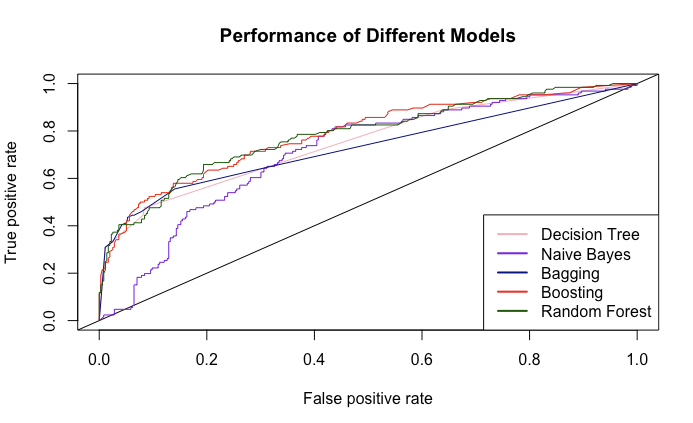 Performance of Different Models
True positive rate
1.0
0.8
0.6
0.4
0.2
0.0
Decision Tree
Naive Bayes
Bagging
Boosting
Random Forest
0.0 0.2 0.4 0.6 0.8 1.0
False positive rate